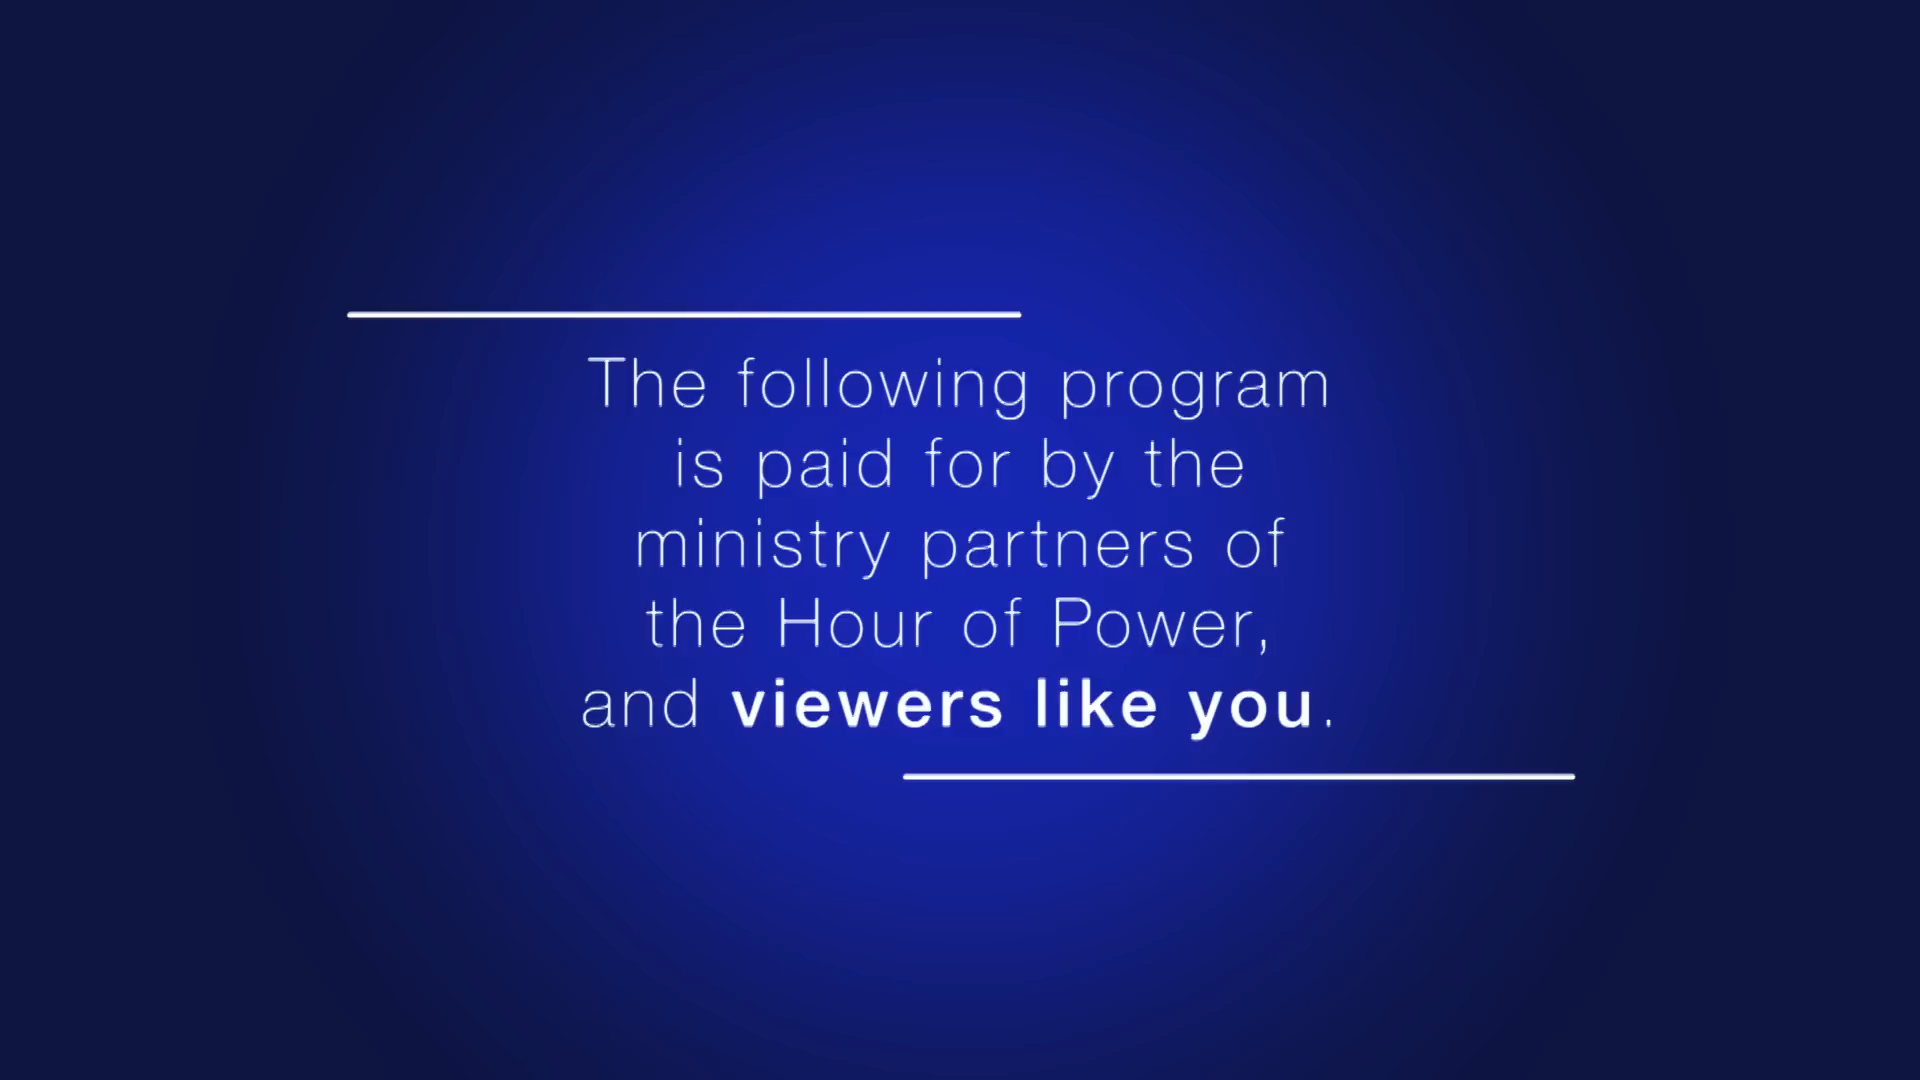 The following program
is paid for by the
ministry partners of
the Hour of Power,
and viewers like you.